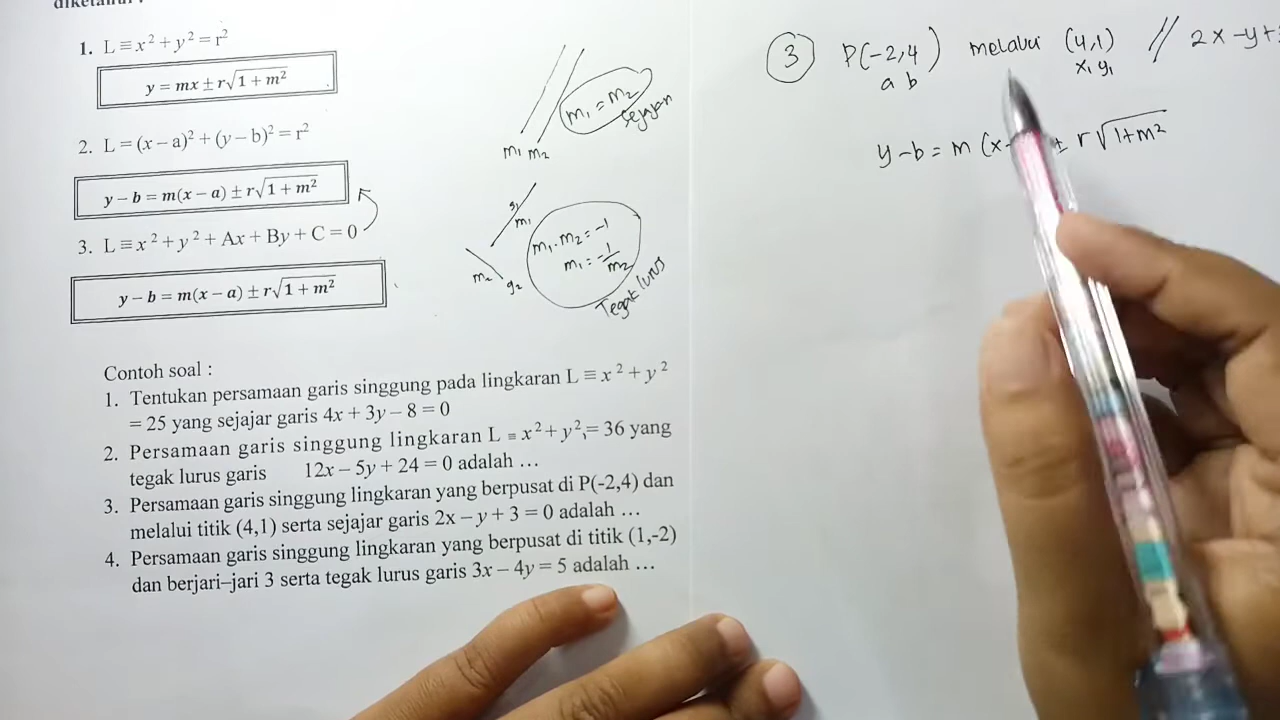 diketahui :
1. L ≡ x² + y² = r²
y = mx ± r√1 + m²
2. L = (x – a)² + (y – b)² = r²
y – b = m(x – a) ± r√1 + m²
3. L ≡ x² + y² + Ax + By + C = 0
y – b = m(x – a) ± r√1 + m²
m₁ m₂
m₁ = m₂
sejajar
g₁
m₁
m₂
g₂
m₁ . m₂ = -1
m₁ = -1/m₂
Tegak lurus
Contoh soal :
1. Tentukan persamaan garis singgung pada lingkaran L ≡ x² + y²
= 25 yang sejajar garis 4x + 3y – 8 = 0
2. Persamaan garis singgung lingkaran L ≡ x² + y² = 36 yang
tegak lurus garis 12x – 5y + 24 = 0 adalah …
3. Persamaan garis singgung lingkaran yang berpusat di P(-2,4) dan
melalui titik (4,1) serta sejajar garis 2x – y + 3 = 0 adalah …
4. Persamaan garis singgung lingkaran yang berpusat di titik (1,-2)
dan berjari–jari 3 serta tegak lurus garis 3x – 4y = 5 adalah …
3 P(-2,4) melalui (4,1) // 2x -y+
a b x₁ y₁
y -b = m (x- ± r √1+m²